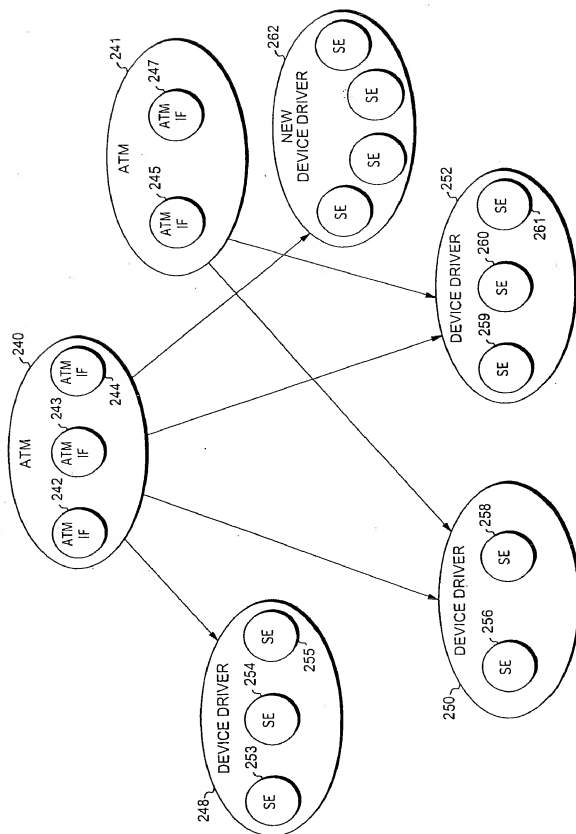 240
ATM
242
ATM
IF
243
ATM
IF
ATM
IF
244
241
ATM
245
ATM
IF
247
ATM
IF
248
DEVICE DRIVER
253
SE
254
SE
SE
255
250
DEVICE DRIVER
256
SE
258
SE
252
DEVICE DRIVER
259
SE
260
SE
SE
261
262
NEW
DEVICE DRIVER
SE
SE
SE
SE